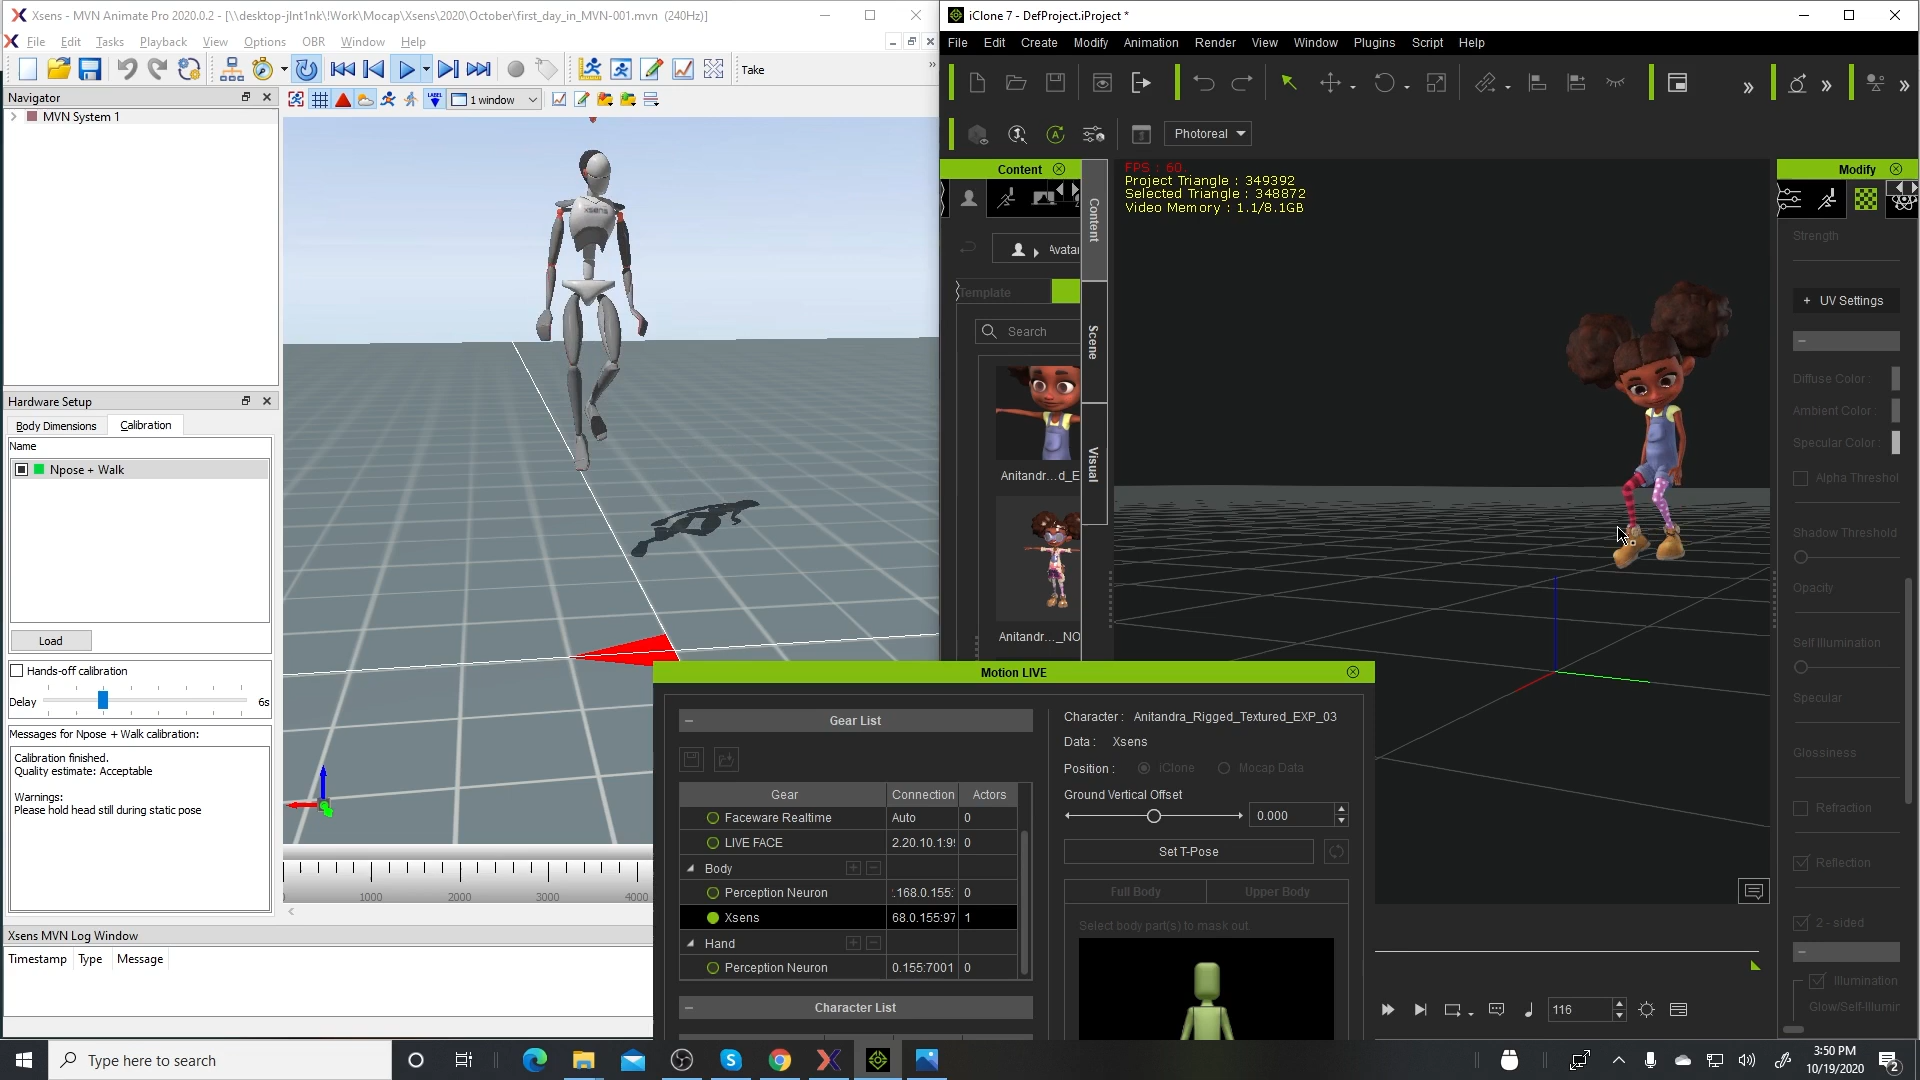 Xsens - MVN Animate Pro 2020.0.2 - [\\desktop-jlnt1nk\!Work\Mocap\Xsens\2020\October\first_day_in_MVN-001.mvn (240Hz)]
File Edit Tasks Playback View Options OBR Window Help
Take
Navigator
LABEL
1 window
MVN System 1
xsens
Hardware Setup
Body Dimensions
Calibration
Name
Npose + Walk
Load
Hands-off calibration
Delay
6s
Messages for Npose + Walk calibration:
Calibration finished.
Quality estimate: Acceptable
Warnings:
Please hold head still during static pose
1000 2000 3000 4000
Xsens MVN Log Window
Timestamp Type Message
iClone 7 - DefProject.iProject *
File Edit Create Modify Animation Render View Window Plugins Script Help
Photoreal
Content
FPS : 60.
Project Triangle : 349392
Selected Triangle : 348872
Video Memory : 1.1/8.1GB
Avatar
Template
Search
Anitandr...d_E
Anitandr..._NO
Content
Scene
Visual
Modify
Strength
+ UV Settings
Diffuse Color :
Ambient Color :
Specular Color :
Alpha Threshol
Shadow Threshold
Opacity
Self Illumination
Specular
Glossiness
Refraction
Reflection
2 - sided
Illumination
Glow/Self-Illumir
Motion LIVE
Gear List
Gear Connection Actors
Faceware Realtime Auto 0
LIVE FACE 2.20.10.1:9 0
Body
Perception Neuron .168.0.155: 0
Xsens 68.0.155:97 1
Hand
Perception Neuron 0.155:7001 0
Character List
Character : Anitandra_Rigged_Textured_EXP_03
Data : Xsens
Position : iClone Mocap Data
Ground Vertical Offset
0.000
Set T-Pose
Full Body
Upper Body
Select body part(s) to mask out.
116
Type here to search
3:50 PM
10/19/2020
2